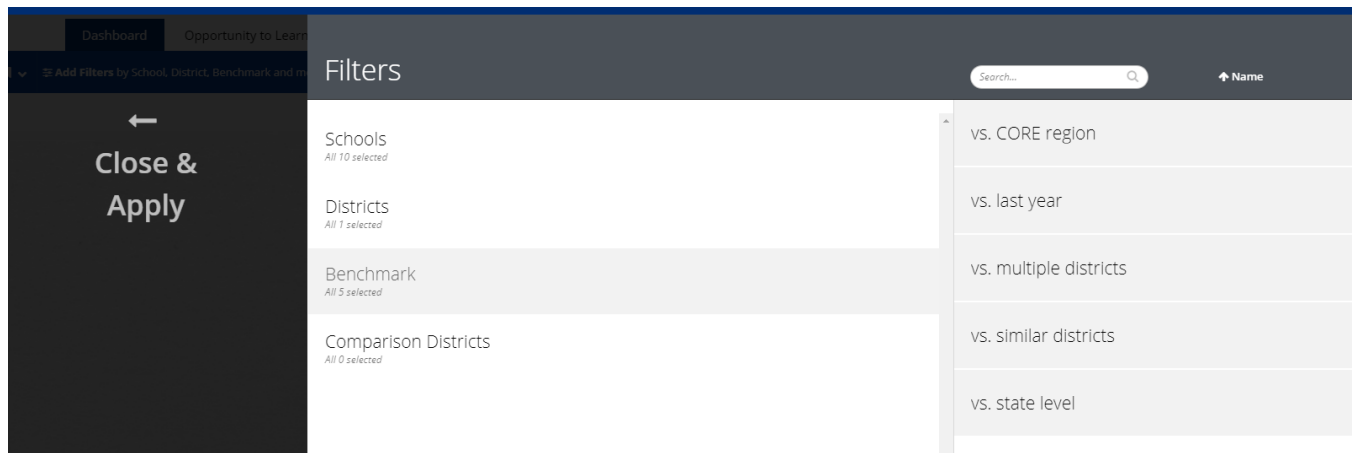 Dashboard
Opportunity to Learn
Add Filters by School, District, Benchmark and m
Close &
Apply
Filters
Search...
Name
Schools
All 10 selected
Districts
All 1 selected
Benchmark
All 5 selected
Comparison Districts
All 0 selected
vs. CORE region
vs. last year
vs. multiple districts
vs. similar districts
vs. state level